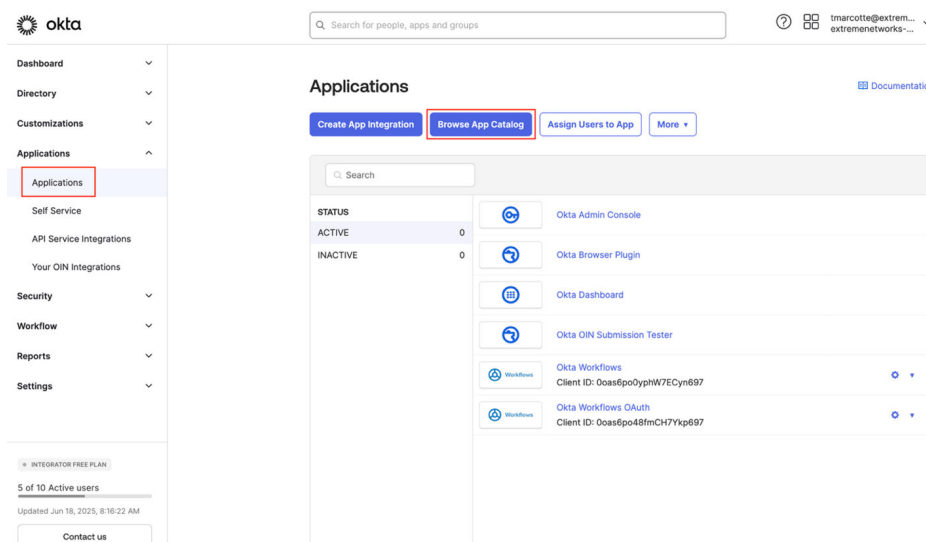 okta
Search for people, apps and groups
tmarcotte@extrem...
extremenetworks-...
Dashboard
Directory
Customizations
Applications
Applications
Self Service
API Service Integrations
Your OIN Integrations
Security
Workflow
Reports
Settings
INTEGRATOR FREE PLAN
5 of 10 Active users
Updated Jun 18, 2025, 8:16:22 AM
Contact us
Applications
Documentatic
Create App Integration
Browse App Catalog
Assign Users to App
More
Search
STATUS
ACTIVE 0
INACTIVE 0
Okta Admin Console
Okta Browser Plugin
Okta Dashboard
Okta OIN Submission Tester
Workflows
Okta Workflows
Client ID: 0oas6po0yphW7ECyn697
Workflows
Okta Workflows OAuth
Client ID: 0oas6po48fmCH7Ykp697